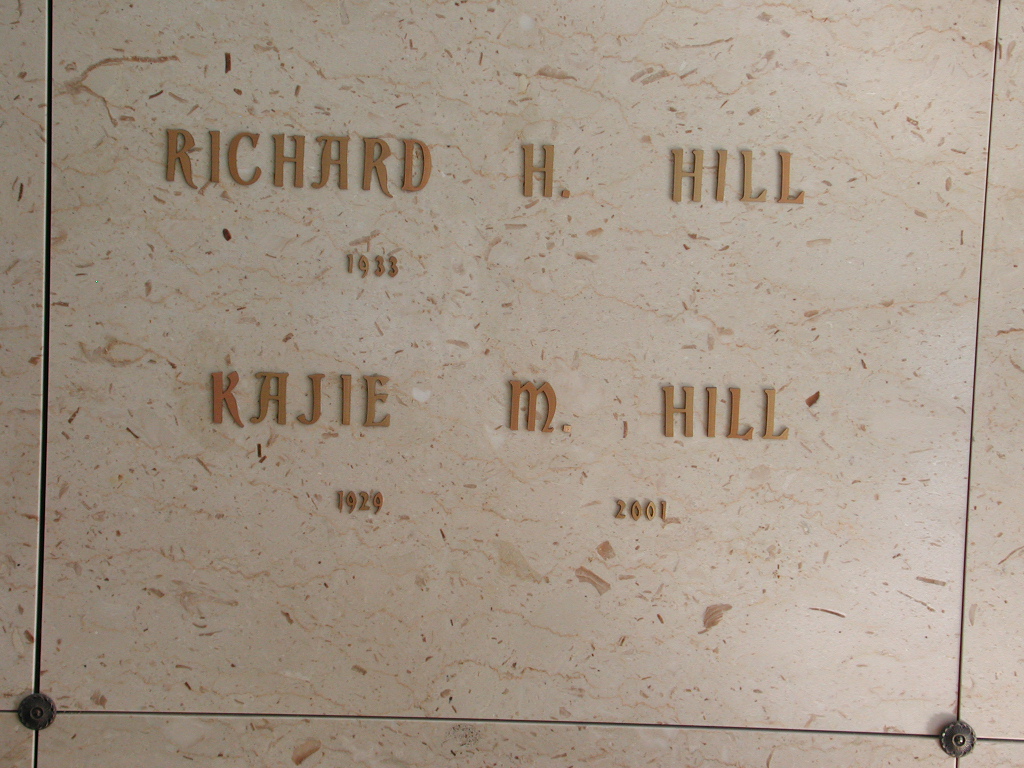 RICHARD H. HILL
1933
KAJIE M. HILL
1929 2001